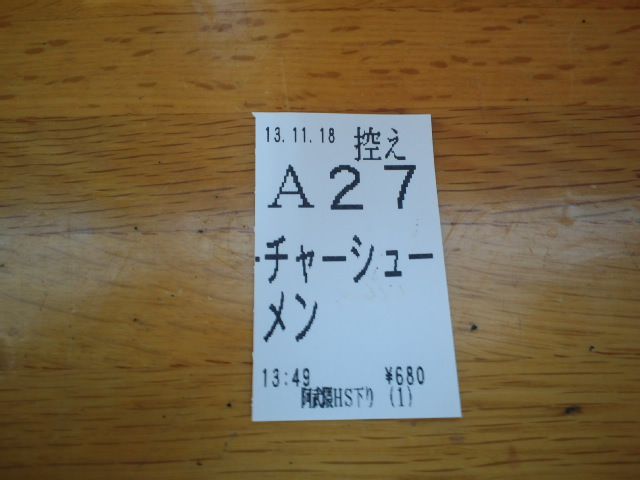 13.11.18 控え
A27
・チャーシュー
メン
13:49 ¥680
阿武隈HS下り (1)